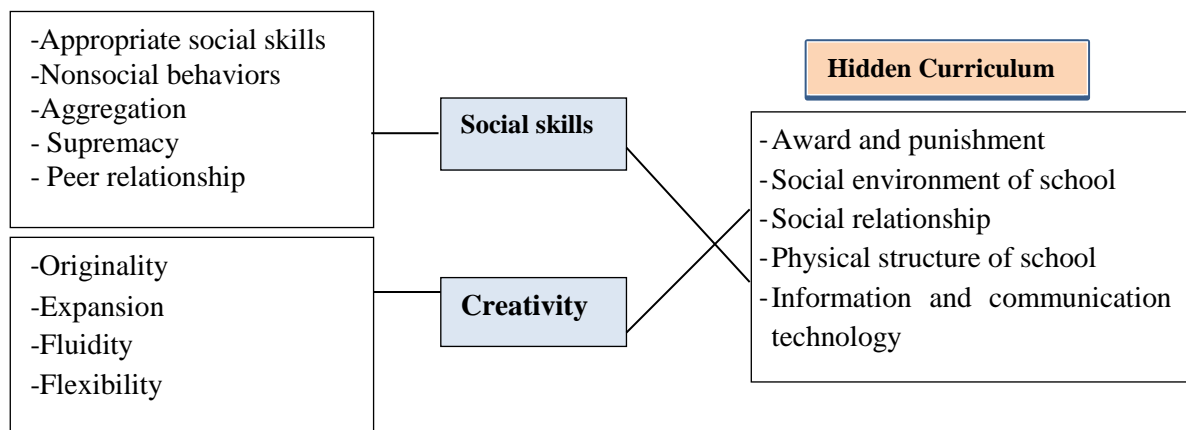 -Appropriate social skills
-Nonsocial behaviors
-Aggregation
- Supremacy
- Peer relationship
Social skills
-Originality
-Expansion
-Fluidity
-Flexibility
Creativity
Hidden Curriculum
-Award and punishment
-Social environment of school
-Social relationship
-Physical structure of school
-Information and communication
technology